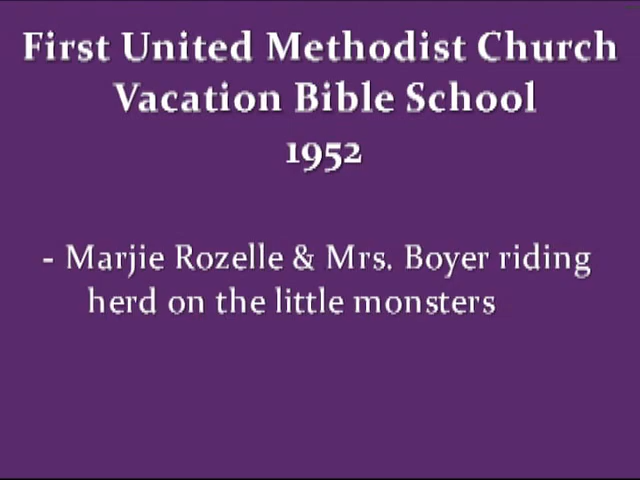 First United Methodist Church
Vacation Bible School
1952
- Marjie Rozelle & Mrs. Boyer riding
herd on the little monsters